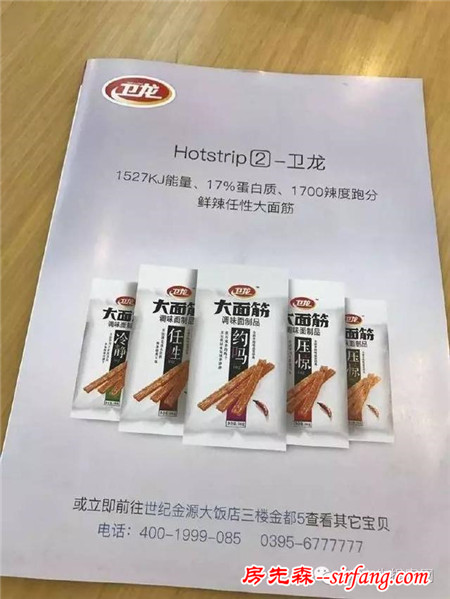 卫龙
Hotstrip2-卫龙
1527KJ能量、17%蛋白质、1700辣度跑分
鲜辣任性大面筋
卫龙
大面筋
调味面制品
冷静
卫龙
大面筋
调味面制品
任性
卫龙
大面筋
调味面制品
约吗
卫龙
大面筋
调味面制品
压惊
卫龙
大面筋
调味面制品
压惊
或立即前往世纪金源大饭店三楼金都5查看其它宝贝
电话：400-1999-085 0395-6777777
房先森--sirfang.com